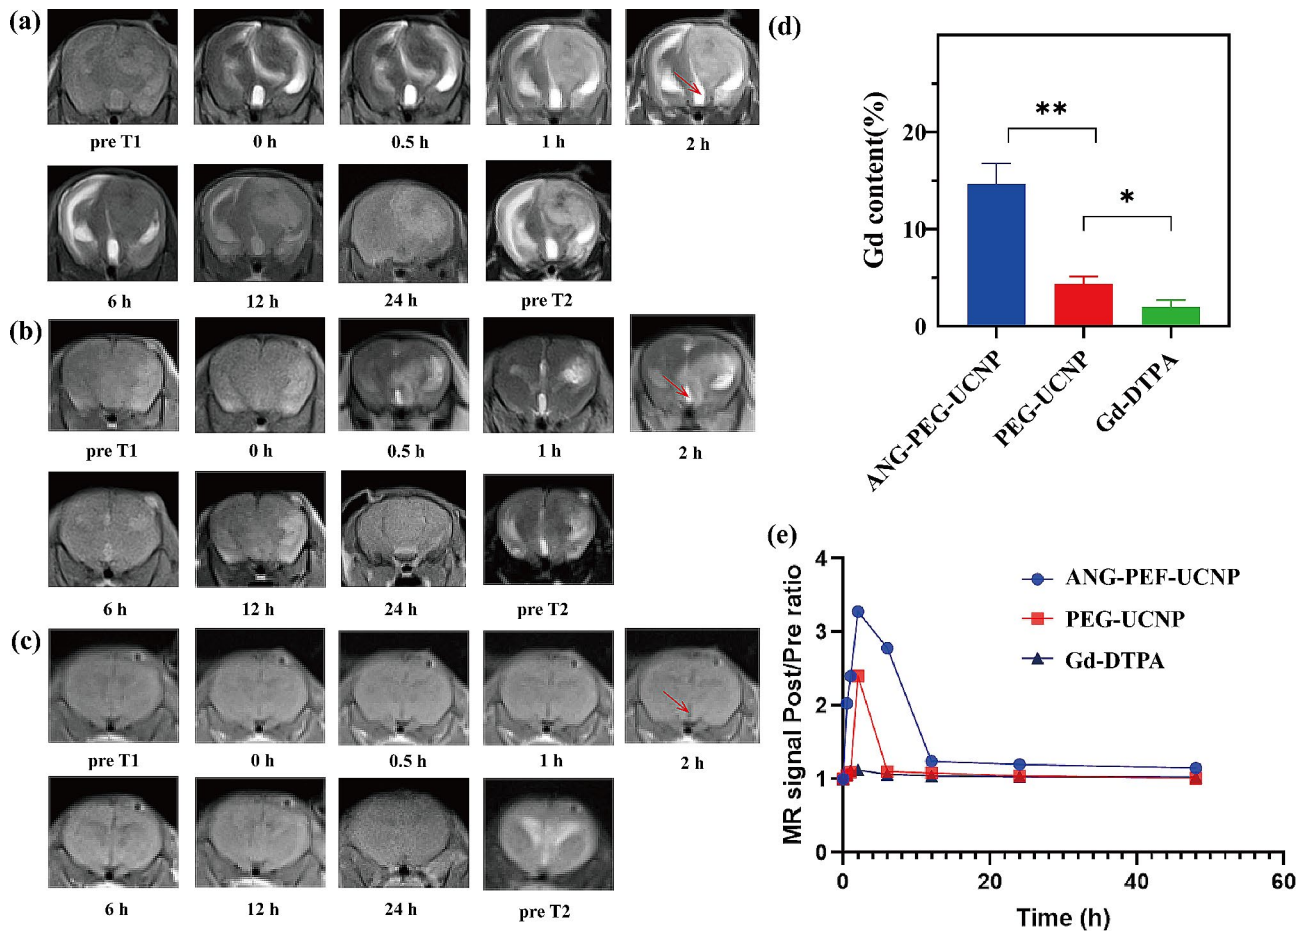 (a)
pre T1 0 h 0.5 h 1 h 2 h
6 h 12 h 24 h pre T2
(b)
pre T1 0 h 0.5 h 1 h 2 h
6 h 12 h 24 h pre T2
(c)
pre T1 0 h 0.5 h 1 h 2 h
6 h 12 h 24 h pre T2
(d)
Gd content(%)
20
10
0
**
*
ANG-PEG-UCNP
PEG-UCNP
Gd-DTPA
(e)
MR signal Post/Pre ratio
4
3
2
1
0
ANG-PEF-UCNP
PEG-UCNP
Gd-DTPA
0 20 40 60
Time (h)